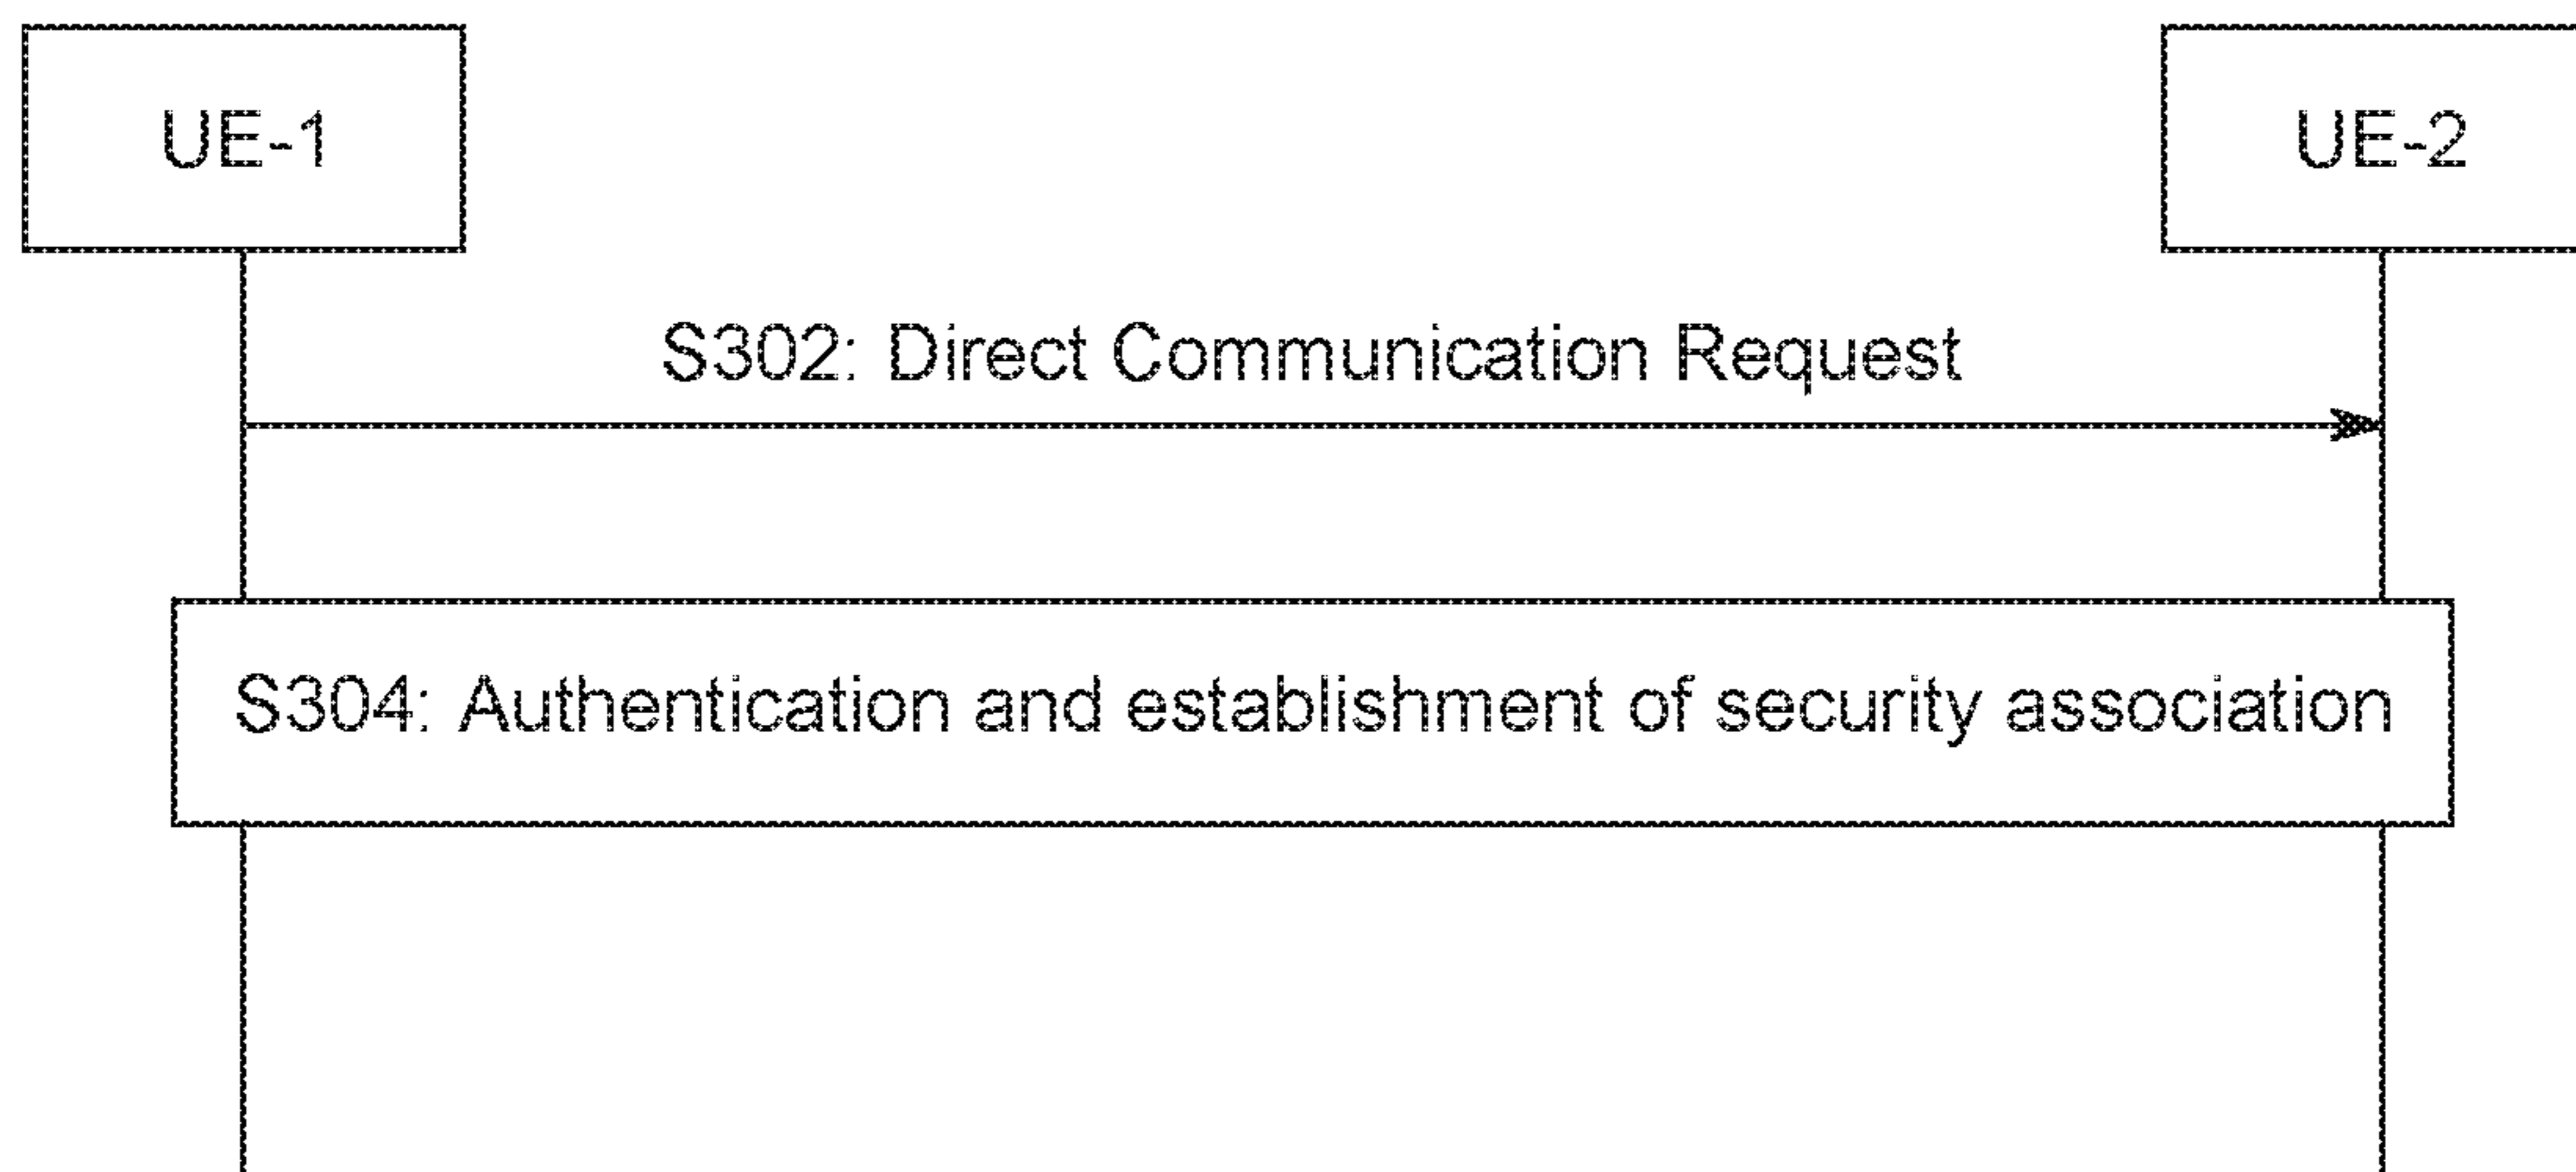 UE-1
UE-2
S302: Direct Communication Request
S304: Authentication and establishment of security association